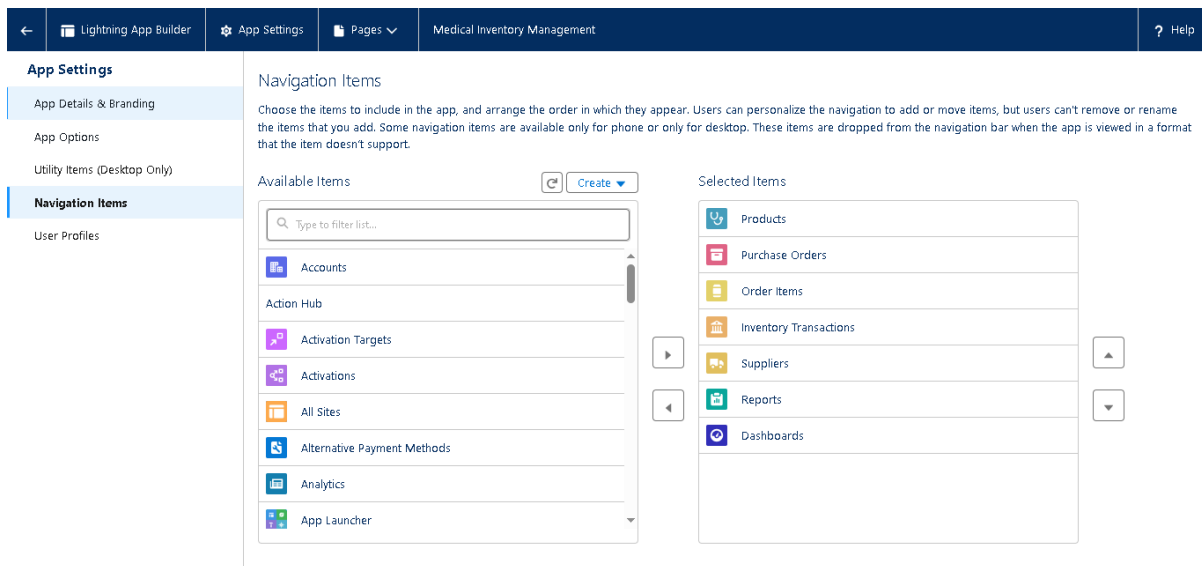 Lightning App Builder
App Settings
Pages
Medical Inventory Management
? Help
App Settings
App Details & Branding
App Options
Utility Items (Desktop Only)
Navigation Items
User Profiles
Navigation Items
Choose the items to include in the app, and arrange the order in which they appear. Users can personalize the navigation to add or move items, but users can't remove or rename
the items that you add. Some navigation items are available only for phone or only for desktop. These items are dropped from the navigation bar when the app is viewed in a format
that the item doesn't support.
Available Items
Create
Type to filter list...
Accounts
Action Hub
Activation Targets
Activations
All Sites
Alternative Payment Methods
Analytics
App Launcher
Selected Items
Products
Purchase Orders
Order Items
Inventory Transactions
Suppliers
Reports
Dashboards